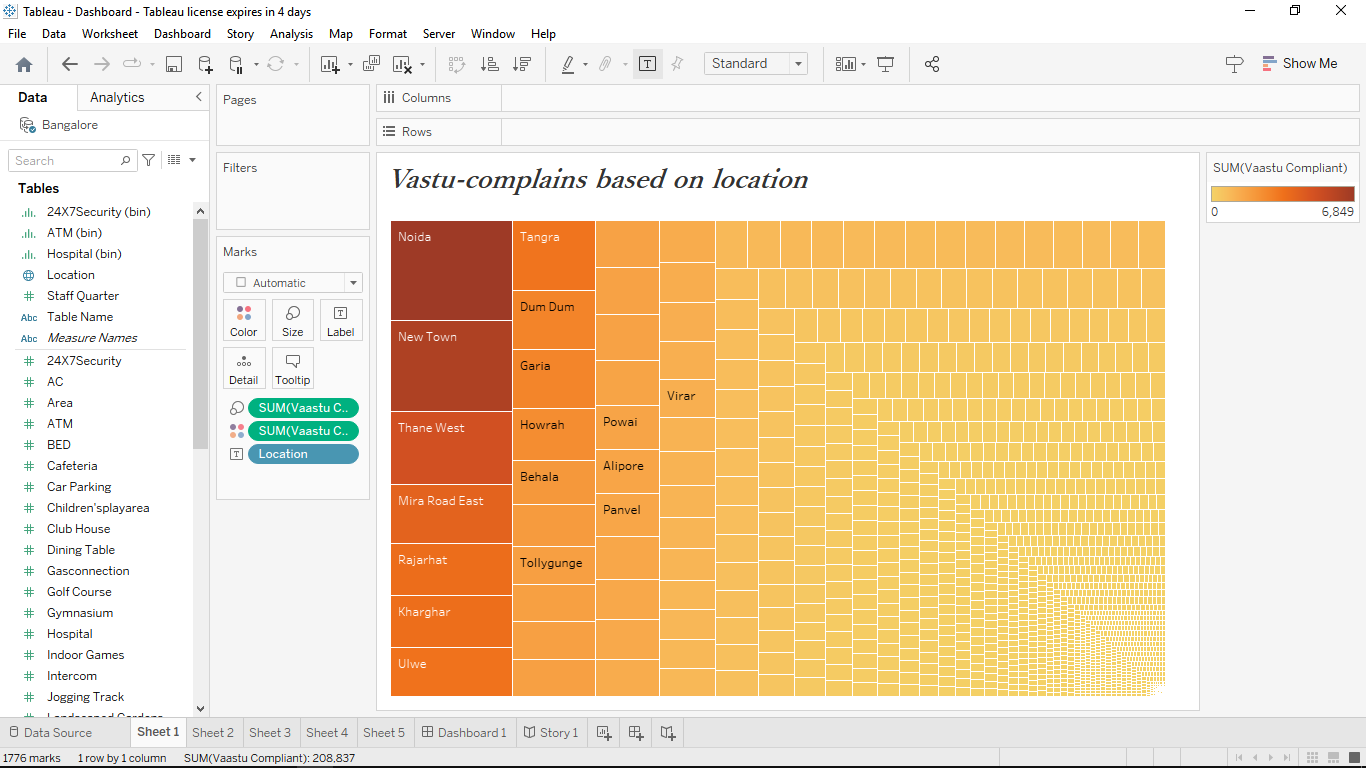 Tableau - Dashboard - Tableau license expires in 4 days
File Data Worksheet Dashboard Story Analysis Map Format Server Window Help
Standard
Show Me
Data Analytics
Bangalore
Search
Tables
24X7Security (bin)
ATM (bin)
Hospital (bin)
Location
Staff Quarter
Abc Table Name
Abc Measure Names
24X7Security
AC
Area
ATM
BED
Cafeteria
Car Parking
Children'splayarea
Club House
Dining Table
Gasconnection
Golf Course
Gymnasium
Hospital
Indoor Games
Intercom
Jogging Track
Landscaped Gardens
Pages
Filters
Marks
Automatic
Color Size Label
Detail Tooltip
SUM(Vaastu C..
SUM(Vaastu C..
Location
Columns
Rows
Vastu-complains based on location
Noida
New Town
Thane West
Mira Road East
Rajarhat
Kharghar
Ulwe
Tangra
Dum Dum
Garia
Howrah
Behala
Tollygunge
Powai
Alipore
Panvel
Virar
SUM(Vaastu Compliant)
0 6,849
Data Source Sheet 1 Sheet 2 Sheet 3 Sheet 4 Sheet 5 Dashboard 1 Story 1
1776 marks 1 row by 1 column SUM(Vaastu Compliant): 208,837